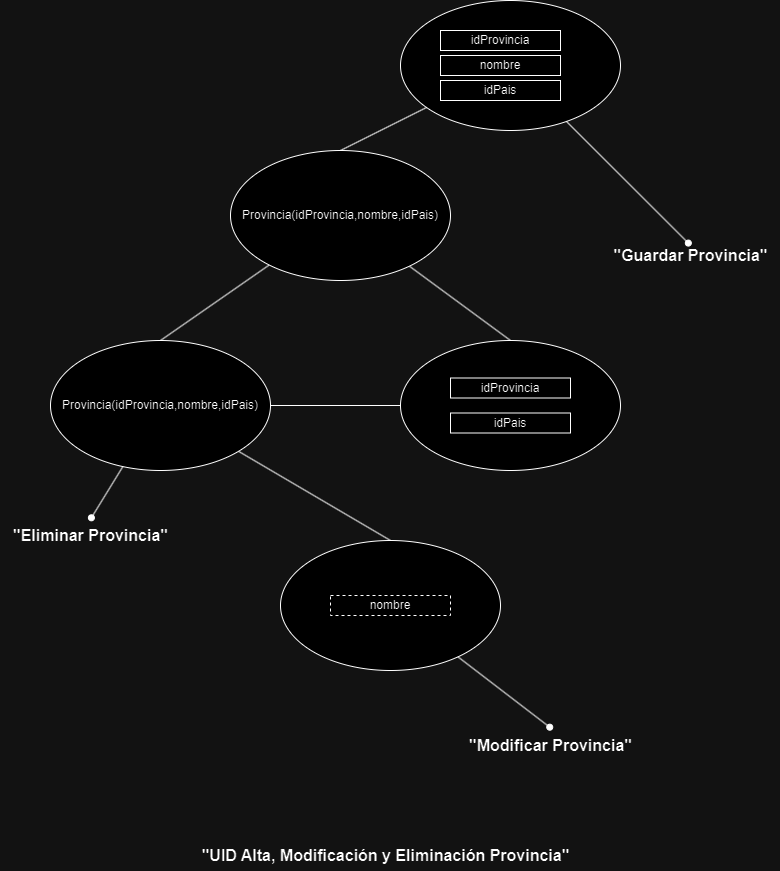 idProvincia
nombre
idPais
Provincia(idProvincia,nombre,idPais)
"Guardar Provincia"
Provincia(idProvincia,nombre,idPais)
idProvincia
idPais
"Eliminar Provincia"
nombre
"Modificar Provincia"
"UID Alta, Modificación y Eliminación Provincia"